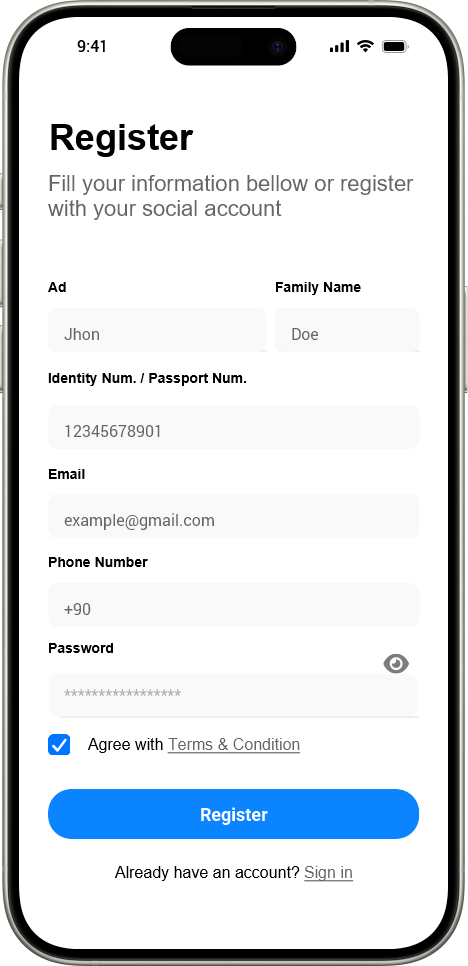 9:41
Register
Fill your information bellow or register
with your social account
Ad
Family Name
Jhon
Doe
Identity Num. / Passport Num.
12345678901
Email
example@gmail.com
Phone Number
+90
Password
*****************
Agree with Terms & Condition
Register
Already have an account? Sign in